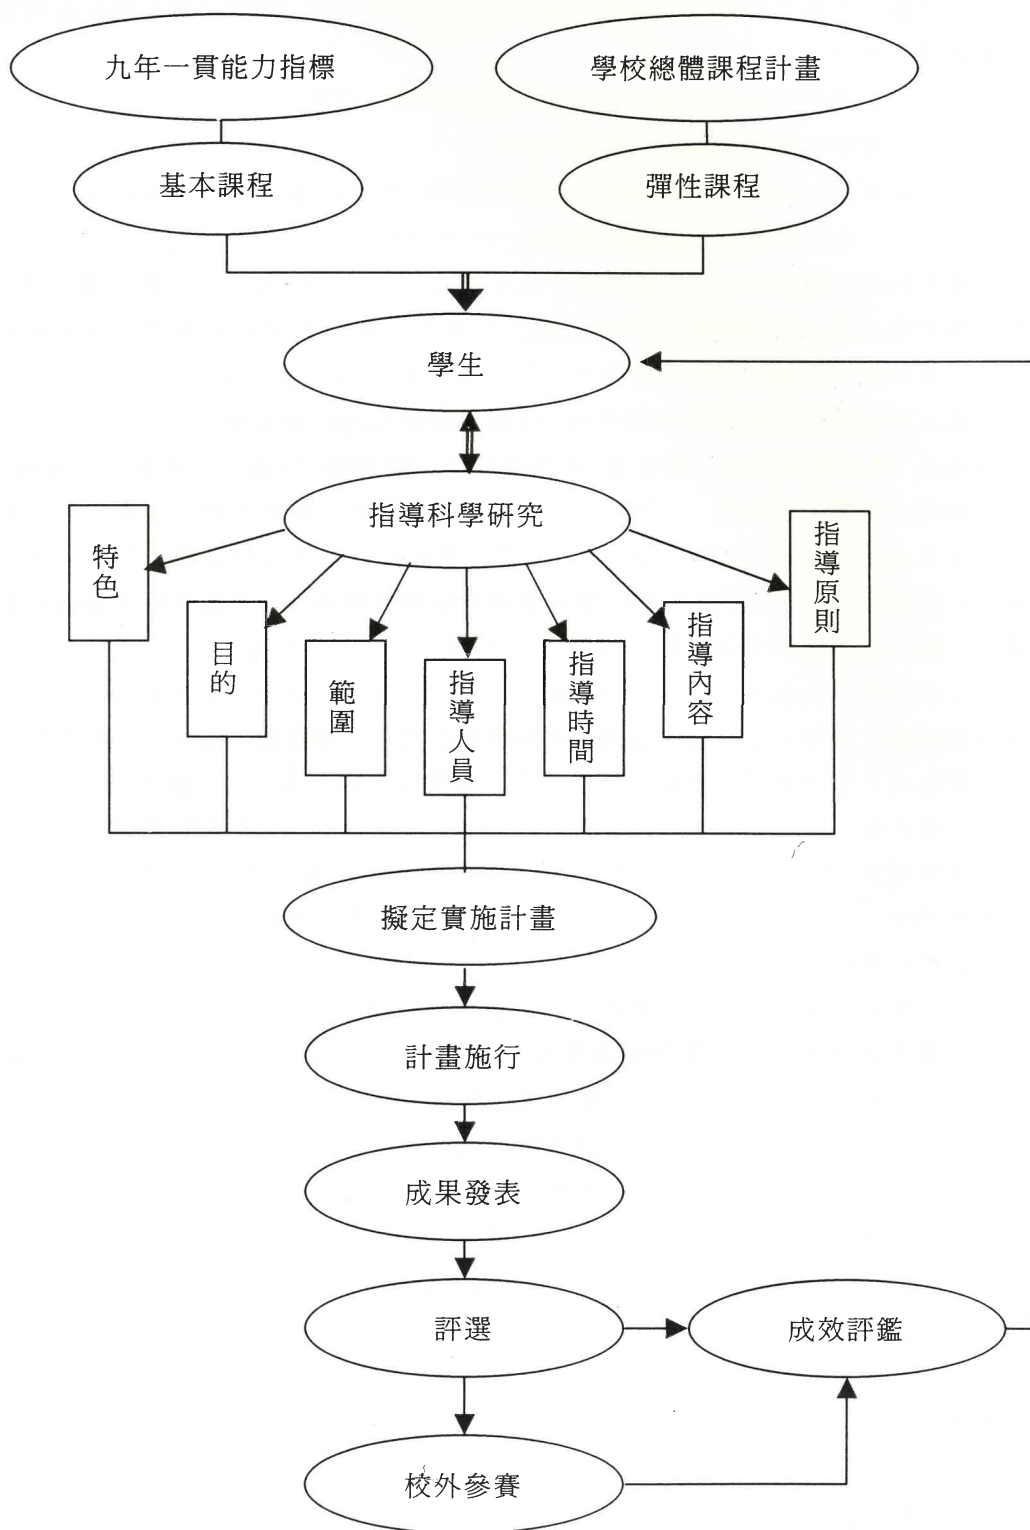 九年一貫能力指標
學校總體課程計畫
基本課程
彈性課程
學生
指導科學研究
特色
目的
範圍
指導人員
指導時間
指導內容
指導原則
擬定實施計畫
計畫施行
成果發表
評選
成效評鑑
校外參賽